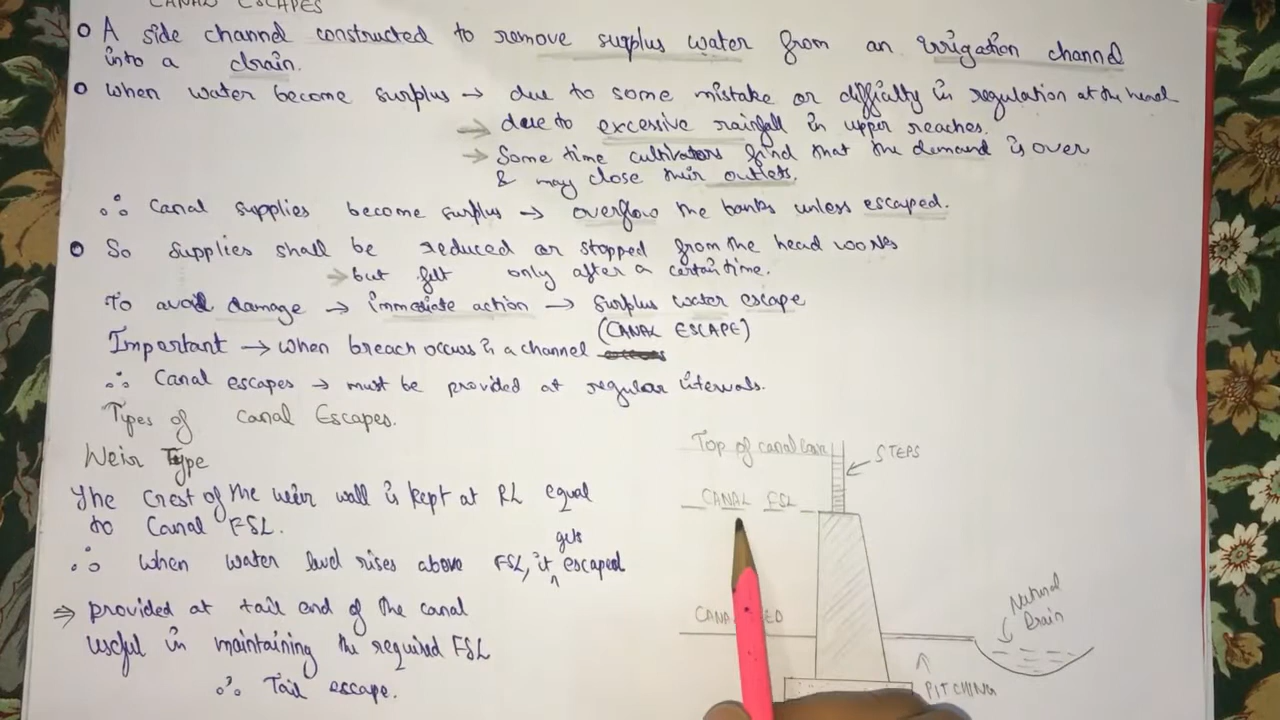 CANAL ESCAPES
o A side channel constructed to remove surplus water from an irrigation channel
into a drain.
o When water become surplus → due to some mistake or difficlty in regulation at the head
→ due to excessive rainfall in upper reaches.
→ Some time cultivators find that the demand is over
& may close their outlets.
∴ Canal supplies become surplus → overflow the banks unless escaped.
o So supplies shall be reduced or stopped from the head works
→ but felt only after a certain time.
To avoid damage → immediate action → Surplus water escape
(CANAL ESCAPE)
Important → when breach occurs in a channel
∴ Canal escapes → must be provided at regular intervals.
Types of Canal Escapes.
Weir Type
The Crest of the weir wall is kept at RL equal
to Canal FSL.
∴ When water level rises above FSL, it gets escaped
⇒ provided at tail end of the canal
Useful in maintaining the required FSL
∴ Tail escape.
Top of canal bank
STEPS
CANAL FSL
CANAL BED
Natural
Drain
PITCHING